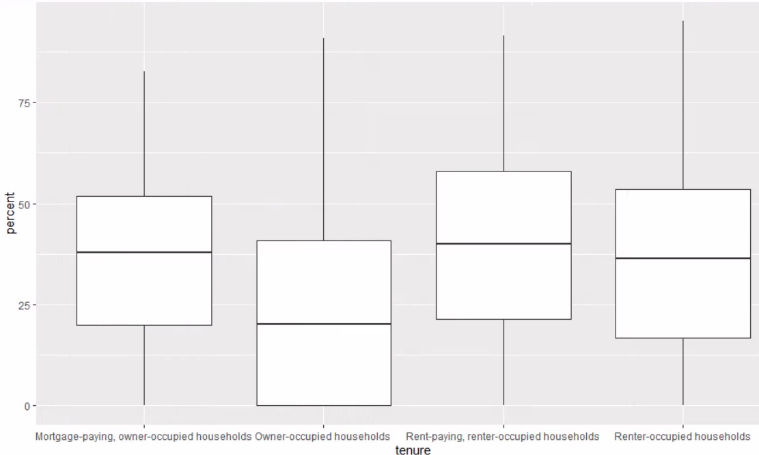 percent
75
50
25
0
Mortgage-paying, owner-occupied households Owner-occupied households Rent-paying, renter-occupied households Renter-occupied households
tenure